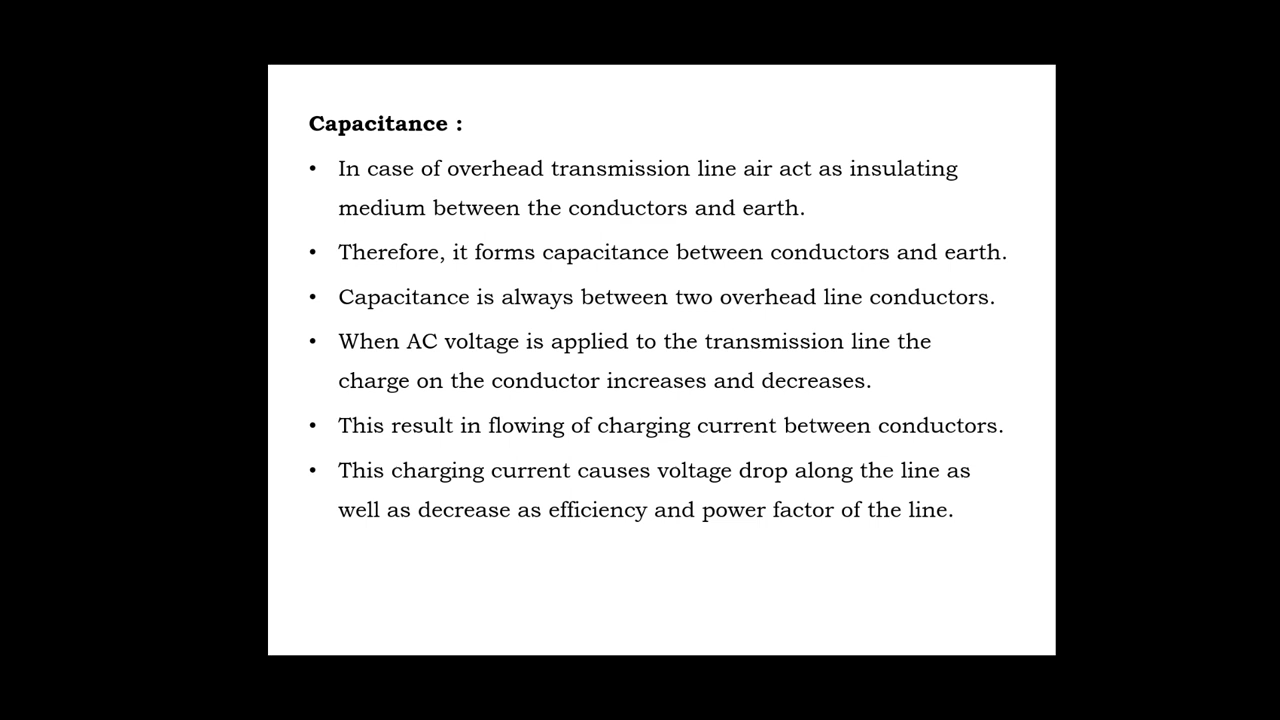 Capacitance :
• In case of overhead transmission line air act as insulating
medium between the conductors and earth.
• Therefore, it forms capacitance between conductors and earth.
• Capacitance is always between two overhead line conductors.
• When AC voltage is applied to the transmission line the
charge on the conductor increases and decreases.
• This result in flowing of charging current between conductors.
• This charging current causes voltage drop along the line as
well as decrease as efficiency and power factor of the line.